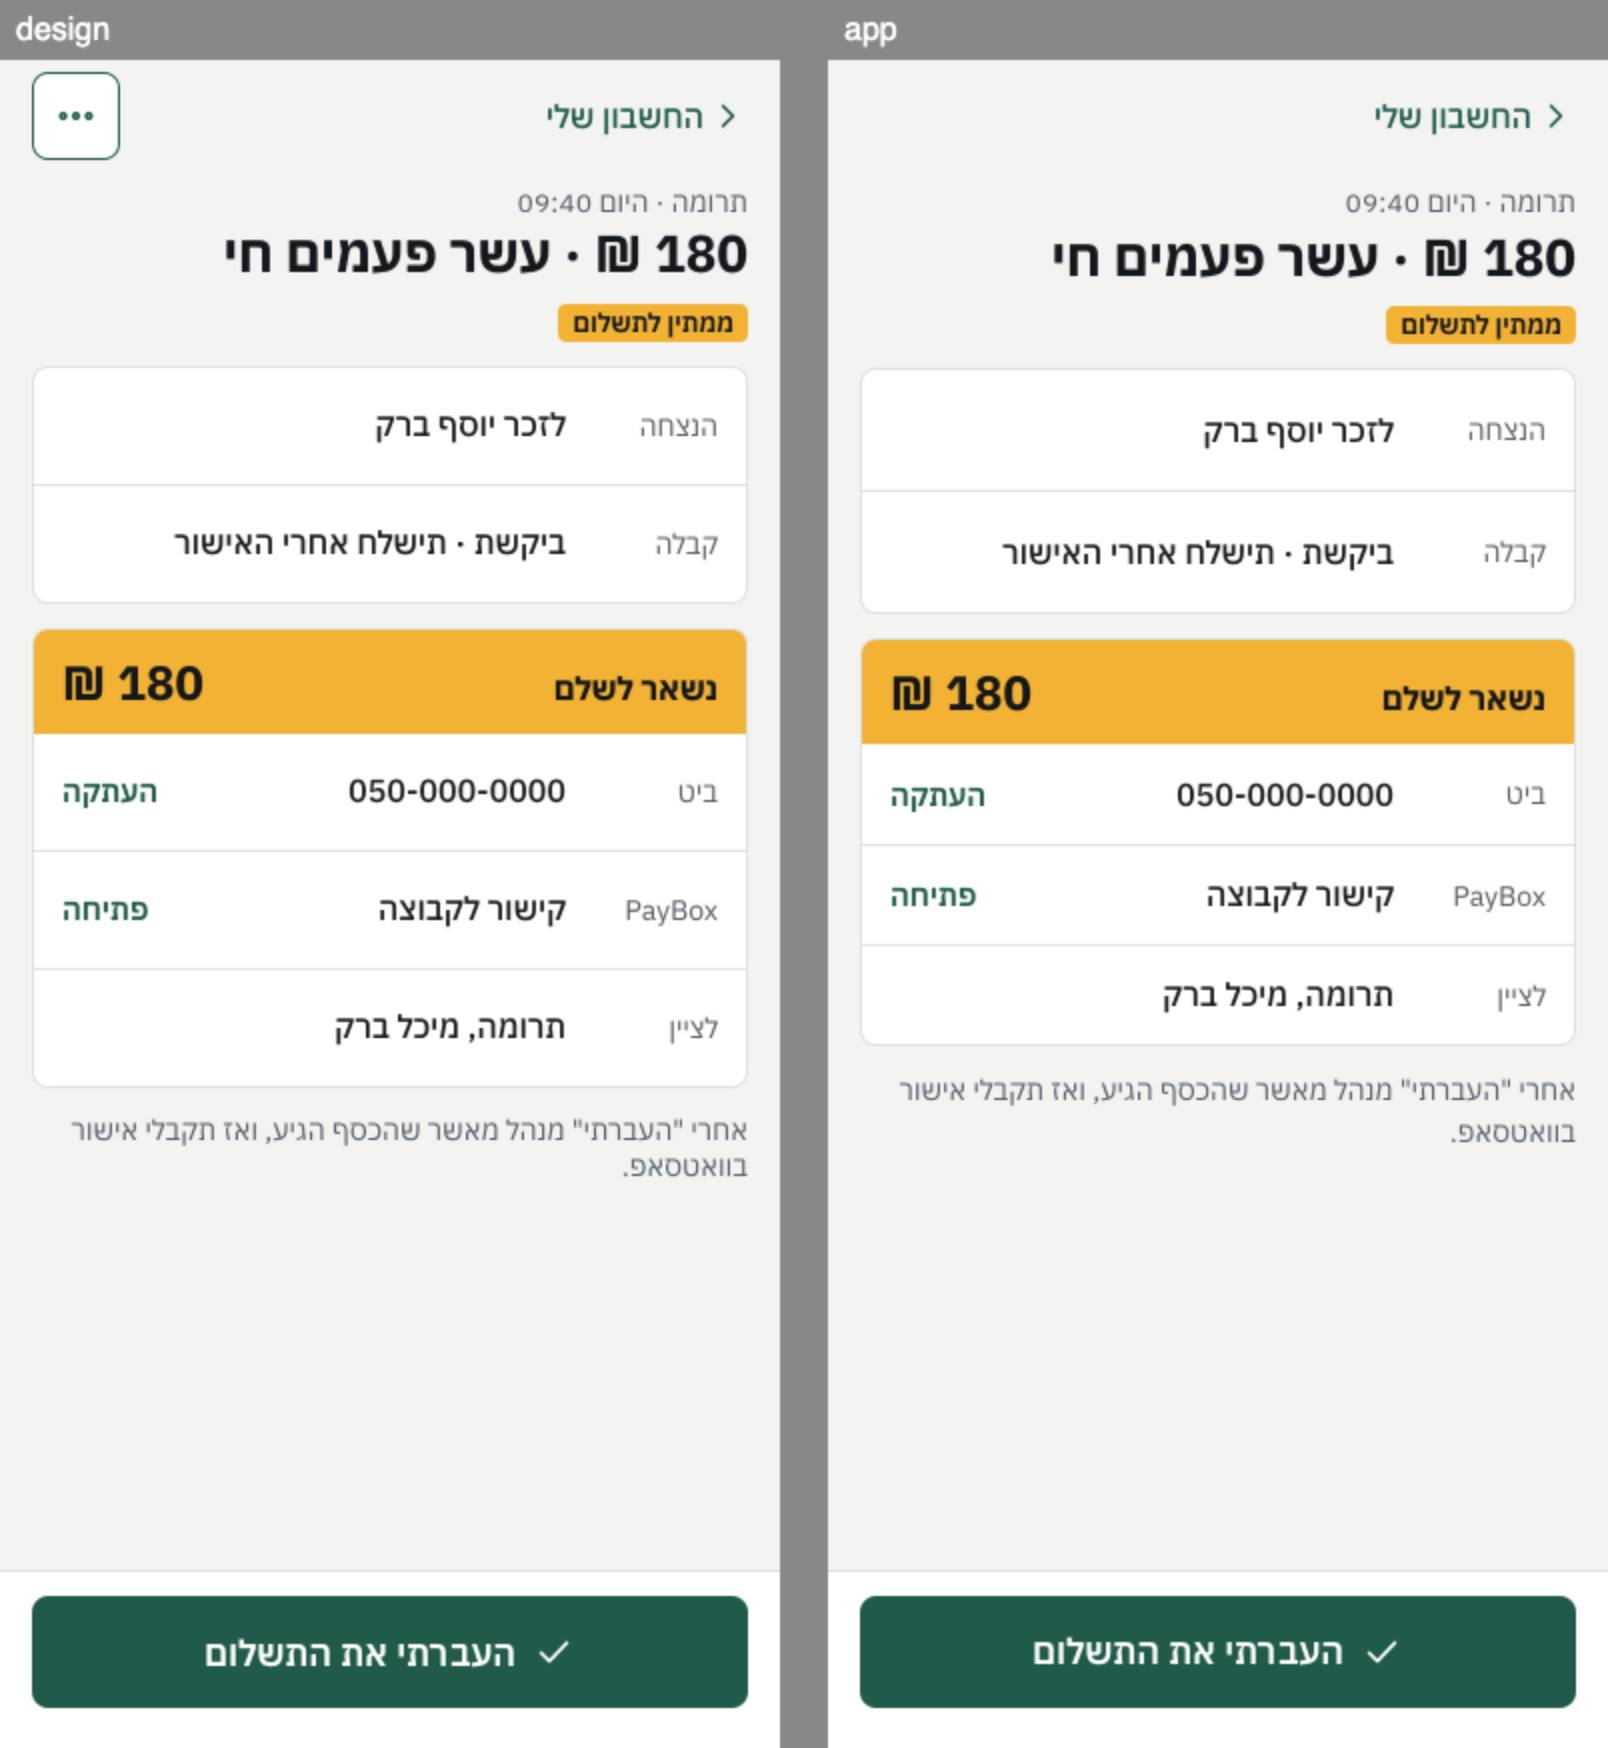 design
החשבון שלי
תרומה · היום 09:40
180 ₪ · עשר פעמים חי
ממתין לתשלום
הנצחה לזכר יוסף ברק
קבלה ביקשת · תישלח אחרי האישור
נשאר לשלם 180 ₪
ביט 050-000-0000 העתקה
PayBox קישור לקבוצה פתיחה
לציין תרומה, מיכל ברק
אחרי "העברתי" מנהל מאשר שהכסף הגיע, ואז תקבלי אישור
בוואטסאפ.
העברתי את התשלום
app
החשבון שלי
תרומה · היום 09:40
180 ₪ · עשר פעמים חי
ממתין לתשלום
הנצחה לזכר יוסף ברק
קבלה ביקשת · תישלח אחרי האישור
נשאר לשלם 180 ₪
ביט 050-000-0000 העתקה
PayBox קישור לקבוצה פתיחה
לציין תרומה, מיכל ברק
אחרי "העברתי" מנהל מאשר שהכסף הגיע, ואז תקבלי אישור
בוואטסאפ.
העברתי את התשלום